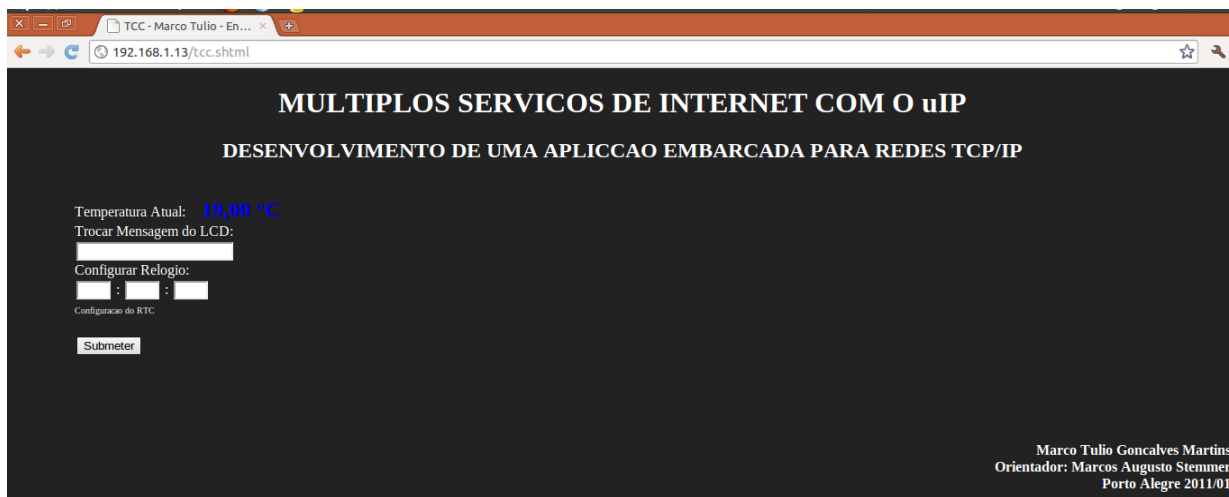 TCC - Marco Tulio - En...
192.168.1.13/tcc.shtml
MULTIPLOS SERVICOS DE INTERNET COM O uIP
DESENVOLVIMENTO DE UMA APLICCAO EMBARCADA PARA REDES TCP/IP
Temperatura Atual: 19,00 °C
Trocar Mensagem do LCD:
Configurar Relogio:
: :
Configuracao do RTC
Submeter
Marco Tulio Goncalves Martins
Orientador: Marcos Augusto Stemmer
Porto Alegre 2011/01